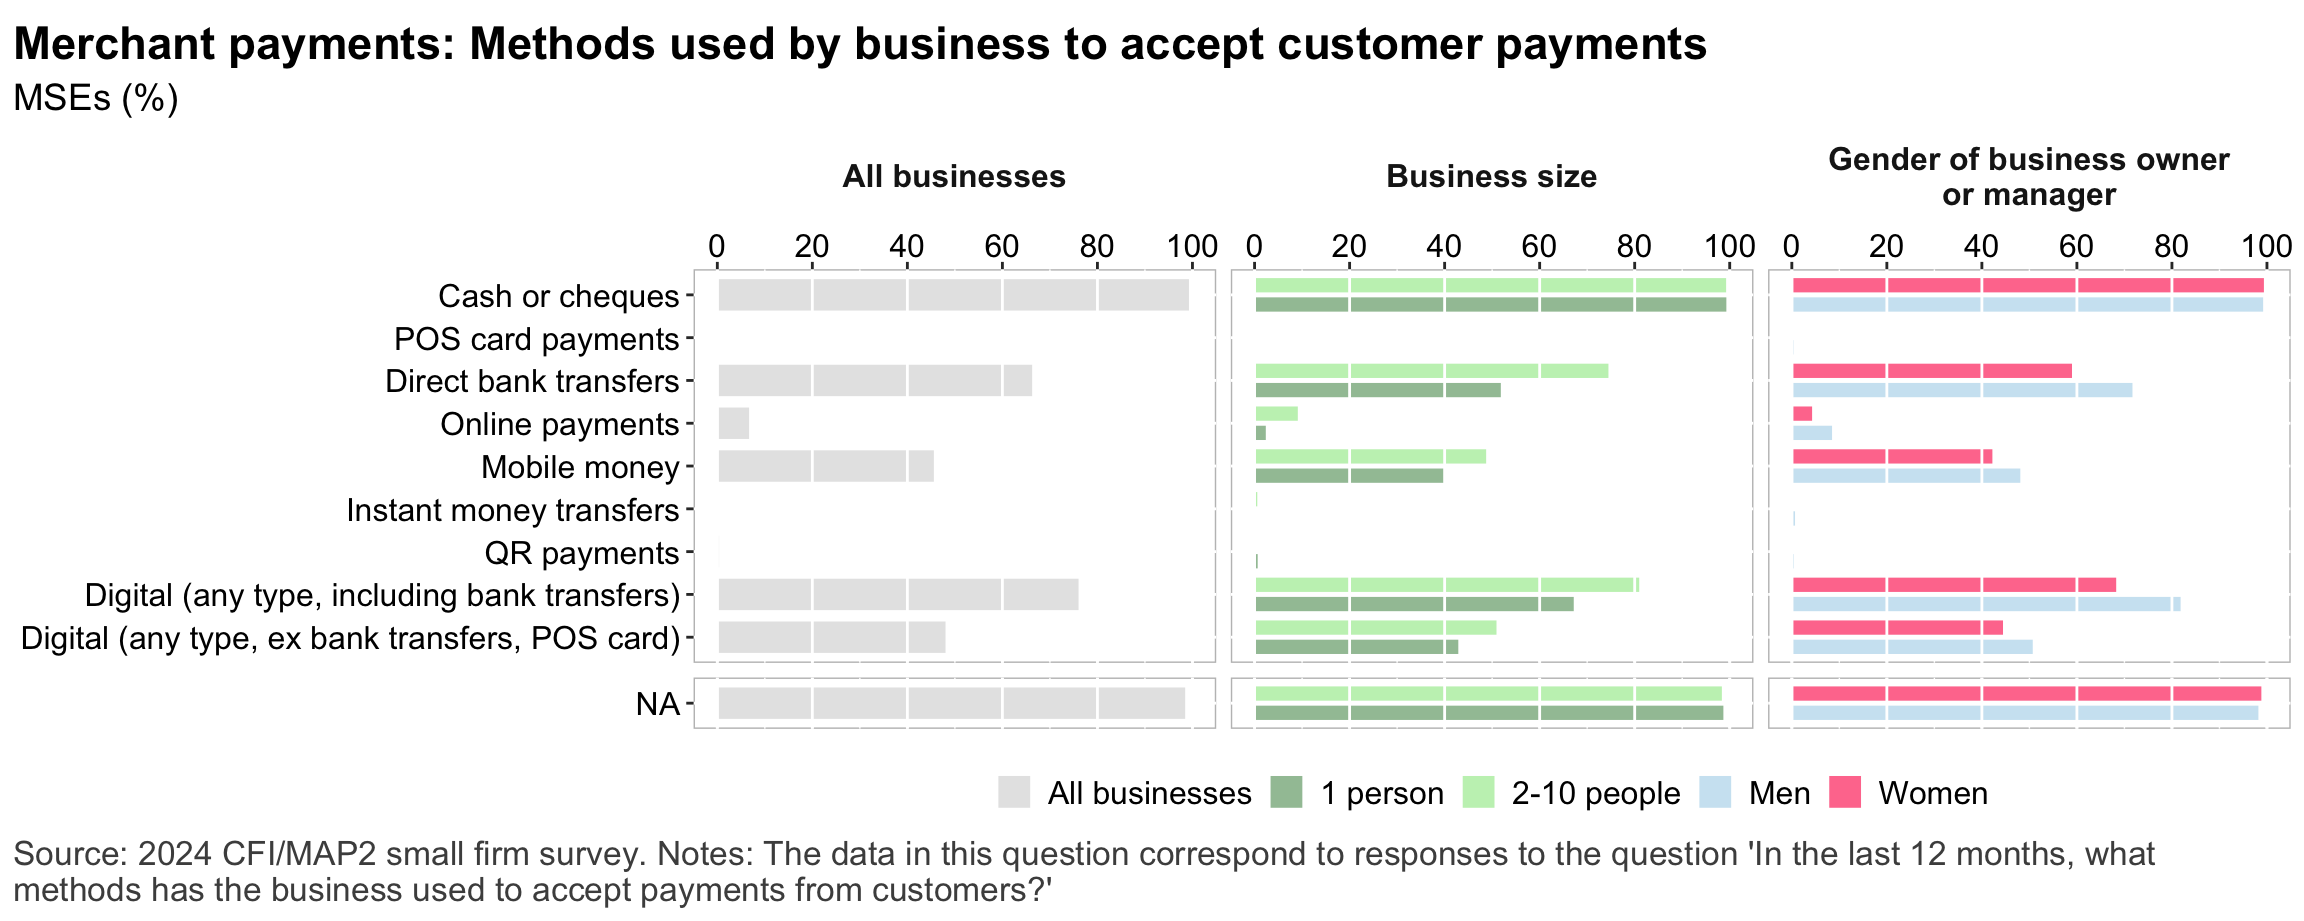 Merchant payments: Methods used by business to accept customer payments
MSEs (%)
All businesses
Business size
Gender of business owner
or manager
0 20 40 60 80 100
0 20 40 60 80 100
0 20 40 60 80 100
Cash or cheques
POS card payments
Direct bank transfers
Online payments
Mobile money
Instant money transfers
QR payments
Digital (any type, including bank transfers)
Digital (any type, ex bank transfers, POS card)
NA
All businesses 1 person 2-10 people Men Women
Source: 2024 CFI/MAP2 small firm survey. Notes: The data in this question correspond to responses to the question 'In the last 12 months, what
methods has the business used to accept payments from customers?'